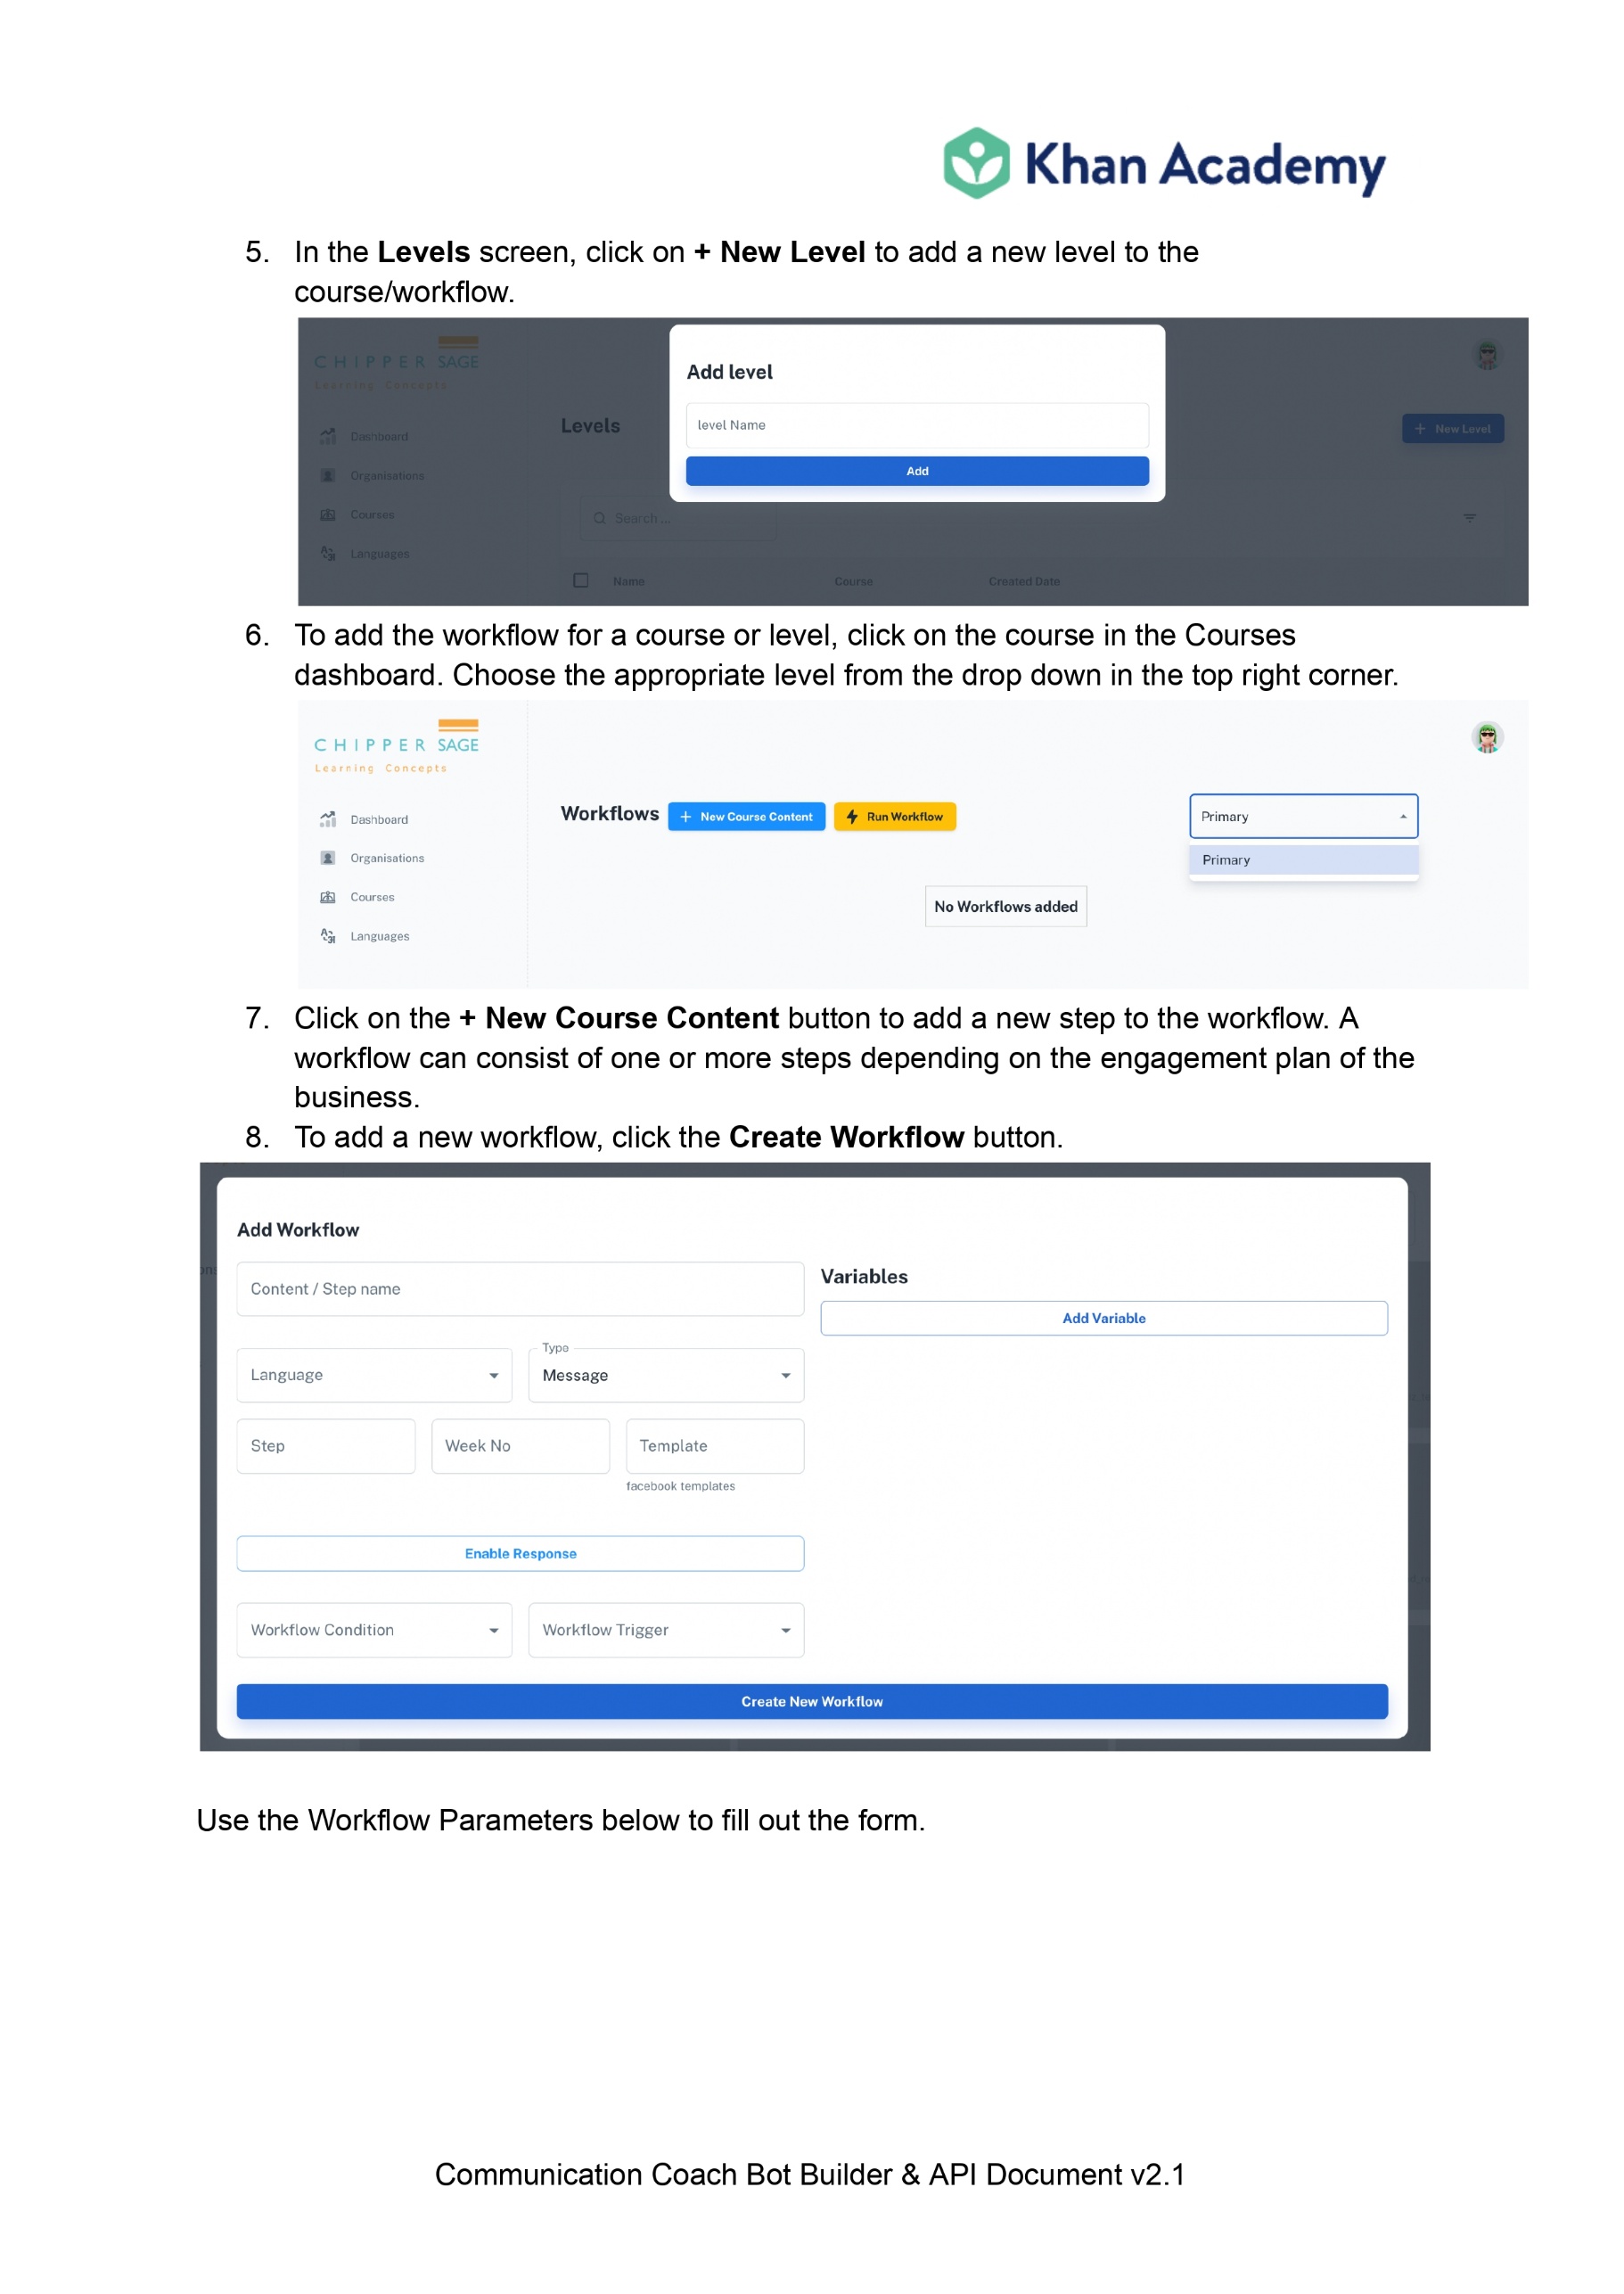 Khan Academy
5. In the Levels screen, click on + New Level to add a new level to the
course/workflow.
CHIPPER SAGE
Learning Concepts
Dashboard
Organisations
Courses
Languages
Levels
+ New Level
Add level
level Name
Add
Search ...
Name Course Created Date
6. To add the workflow for a course or level, click on the course in the Courses
dashboard. Choose the appropriate level from the drop down in the top right corner.
CHIPPER SAGE
Learning Concepts
Dashboard
Organisations
Courses
Languages
Workflows + New Course Content Run Workflow
Primary
Primary
No Workflows added
7. Click on the + New Course Content button to add a new step to the workflow. A
workflow can consist of one or more steps depending on the engagement plan of the
business.
8. To add a new workflow, click the Create Workflow button.
Add Workflow
Content / Step name
Variables
Add Variable
Language
Type
Message
Step Week No Template
facebook templates
Enable Response
Workflow Condition Workflow Trigger
Create New Workflow
Use the Workflow Parameters below to fill out the form.
Communication Coach Bot Builder & API Document v2.1